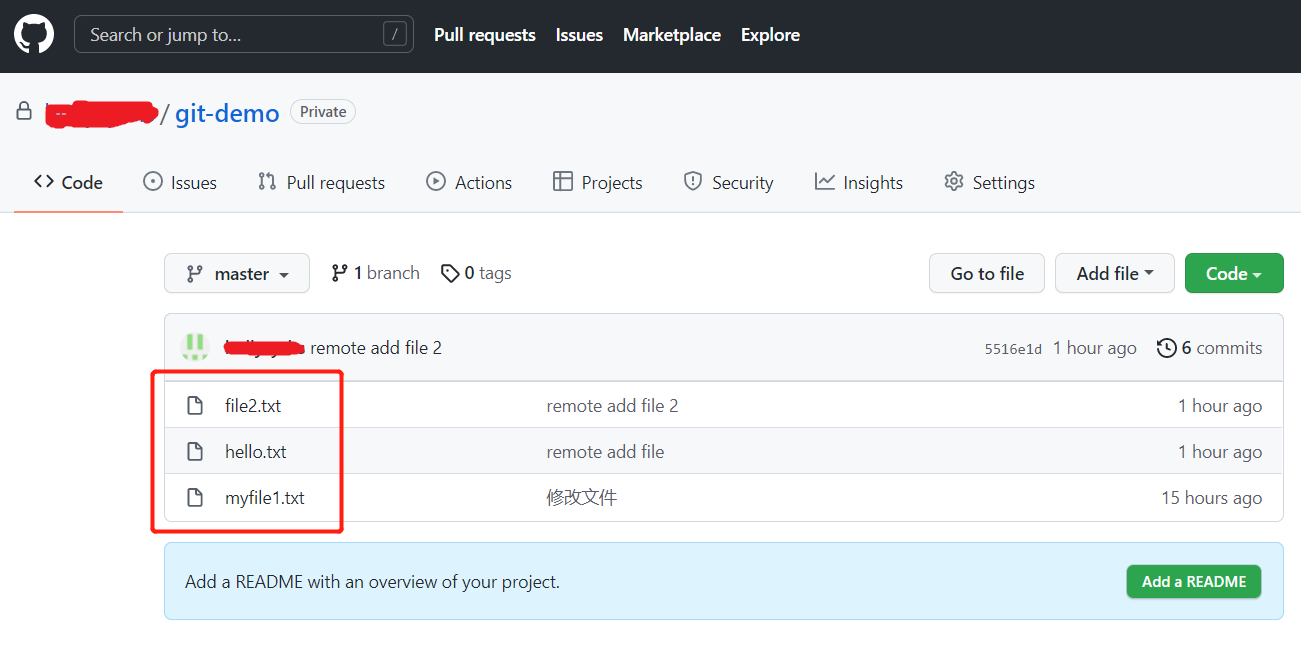 Search or jump to... / Pull requests Issues Marketplace Explore
/ git-demo Private
Code Issues Pull requests Actions Projects Security Insights Settings
master 1 branch 0 tags Go to file Add file Code
remote add file 2 5516e1d 1 hour ago 6 commits
file2.txt remote add file 2 1 hour ago
hello.txt remote add file 1 hour ago
myfile1.txt 修改文件 15 hours ago
Add a README with an overview of your project. Add a README